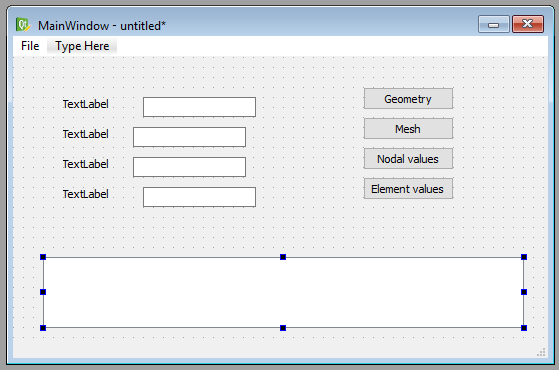 MainWindow - untitled*
File Type Here
TextLabel
Geometry
TextLabel
Mesh
TextLabel
Nodal values
TextLabel
Element values